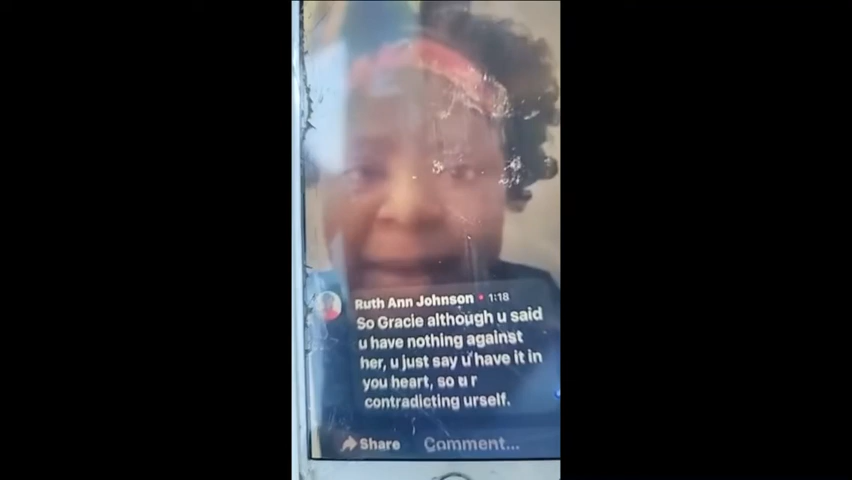 Ruth Ann Johnson • 1:18
So Gracie although u said
u have nothing against
her, u just say u have it in
you heart, so u r
contradicting urself.
Share Comment...